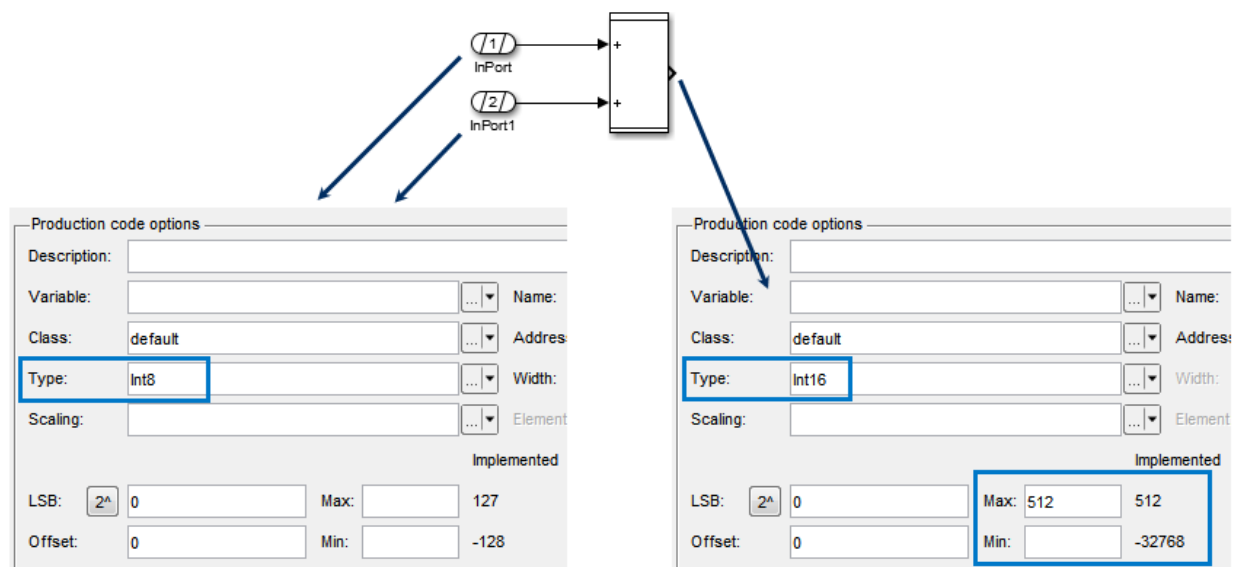 1
+
InPort
2
+
InPort1
Production code options
Description:
Variable: ... Name:
Class: default ... Addres
Type: Int8 ... Width:
Scaling: ... Element
Implemented
LSB: 2^ 0 Max: 127
Offset: 0 Min: -128
Production code options
Description:
Variable: ... Name:
Class: default ... Address
Type: Int16 ... Width:
Scaling: ... Element
Implemented
LSB: 2^ 0 Max: 512 512
Offset: 0 Min: -32768